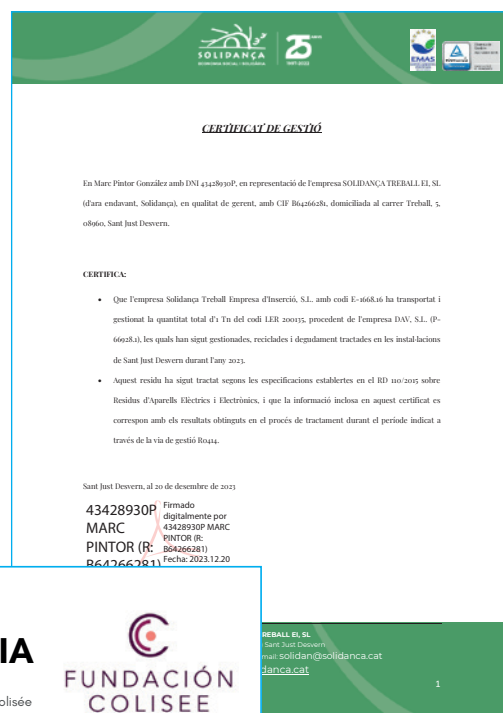 SOLIDANÇA
ECONOMIA SOCIAL I SOLIDÀRIA
25
1997-2022
EMAS
CERTIFICAT DE GESTIÓ
En Marc Pintor González amb DNI 43428930P, en representació de l'empresa SOLIDANÇA TREBALL EI, SL
(d'ara endavant, Solidança), en qualitat de gerent, amb CIF B64266281, domiciliada al carrer Treball, 5,
08960, Sant Just Desvern.
CERTIFICA:
• Que l'empresa Solidança Treball Empresa d'Inserció, S.L. amb codi E-1668.16 ha transportat i
gestionat la quantitat total d'1 Tn del codi LER 200135, procedent de l'empresa DAV, S.L. (P-
66928.1), les quals han sigut gestionades, reciclades i degudament tractades en les instal·lacions
de Sant Just Desvern durant l'any 2023.
• Aquest residu ha sigut tractat segons les especificacions establertes en el RD 110/2015 sobre
Residus d'Aparells Elèctrics i Electrònics, i que la informació inclosa en aquest certificat es
correspon amb els resultats obtinguts en el procés de tractament durant el període indicat a
través de la via de gestió R0414.
Sant Just Desvern, al 20 de desembre de 2023
43428930P
MARC
PINTOR (R:
B64266281)
Firmado
digitalmente por
43428930P MARC
PINTOR (R:
B64266281)
Fecha: 2023.12.20
REBALL EI, SL
Sant Just Desvern
mail: solidan@solidanca.cat
danca.cat
1
IA
olisée
FUNDACIÓN
COLISEE